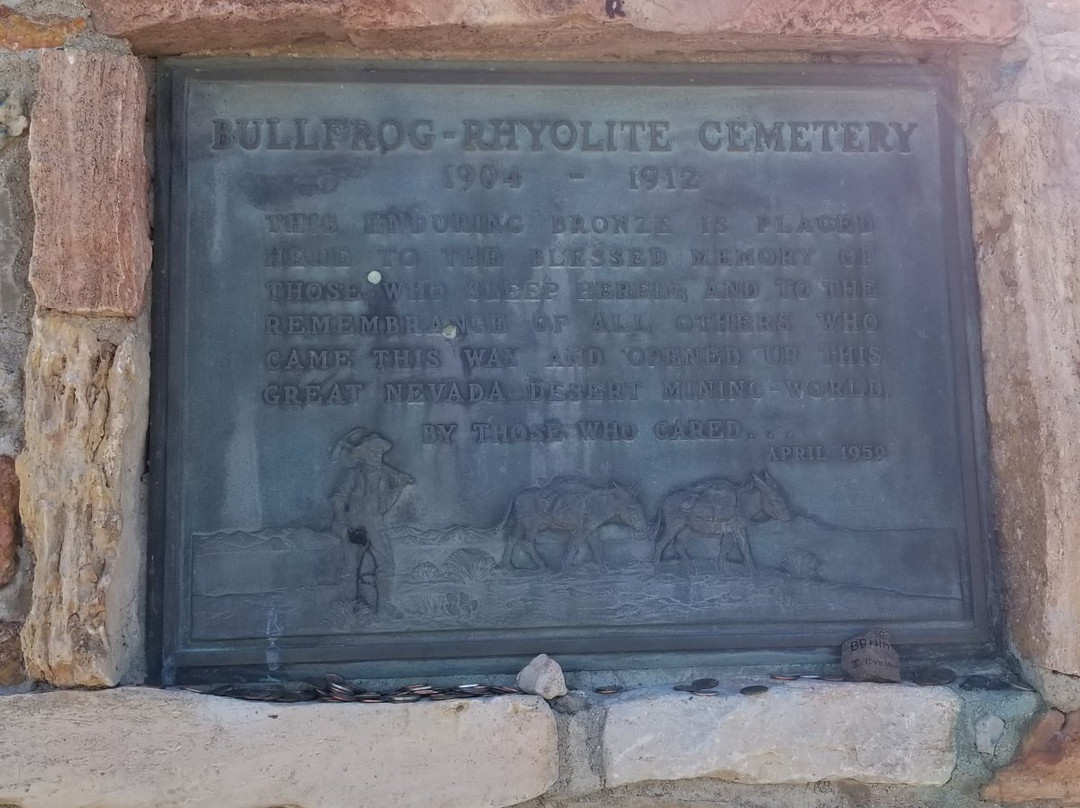 BULLFROG-RHYOLITE CEMETERY
1904 - 1912
THIS ENDURING BRONZE IS PLACED
HERE TO THE BLESSED MEMORY OF
THOSE WHO SLEEP HEREIN, AND TO THE
REMEMBRANCE OF ALL OTHERS WHO
CAME THIS WAY AND OPENED UP THIS
GREAT NEVADA DESERT MINING-WORLD.
BY THOSE WHO CARED...
APRIL 1959